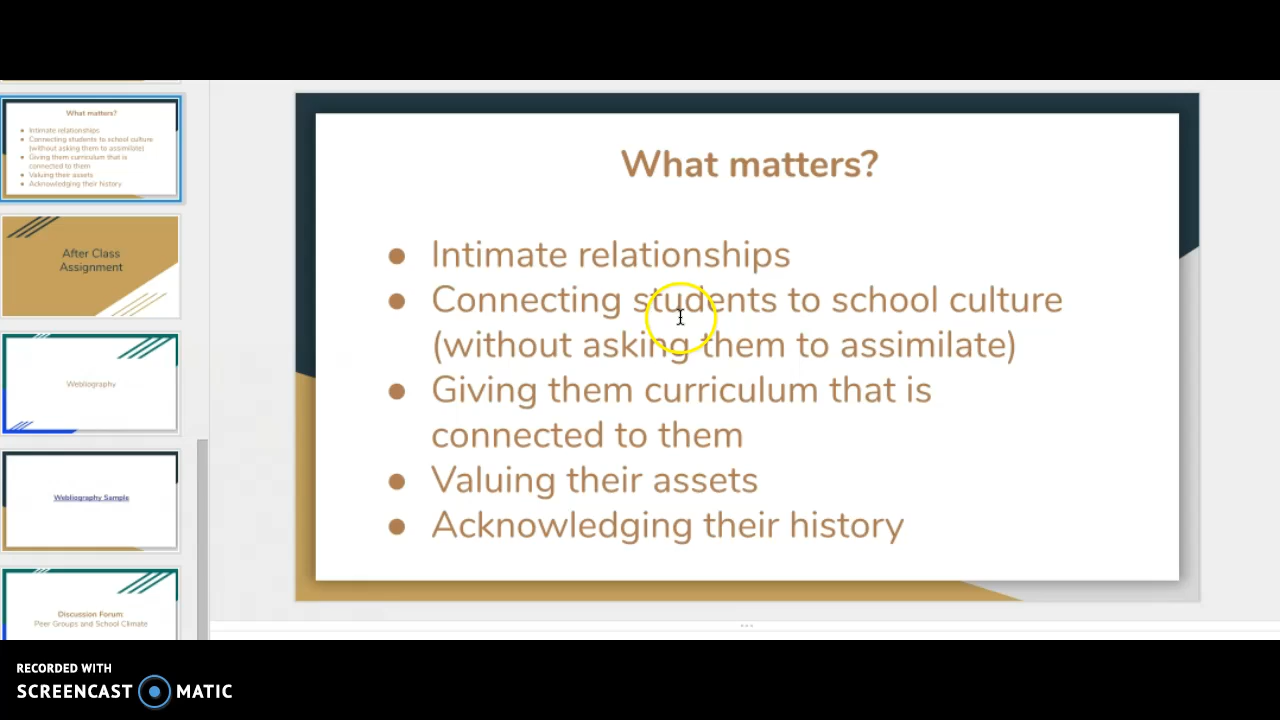 What matters?
● Intimate relationships
● Connecting students to school culture
(without asking them to assimilate)
● Giving them curriculum that is
connected to them
● Valuing their assets
● Acknowledging their history
After Class
Assignment
Webliography
Webliography Sample
Discussion Forum:
Peer Groups and School Climate
What matters?
● Intimate relationships
● Connecting students to school culture
(without asking them to assimilate)
● Giving them curriculum that is
connected to them
● Valuing their assets
● Acknowledging their history
RECORDED WITH
SCREENCAST MATIC